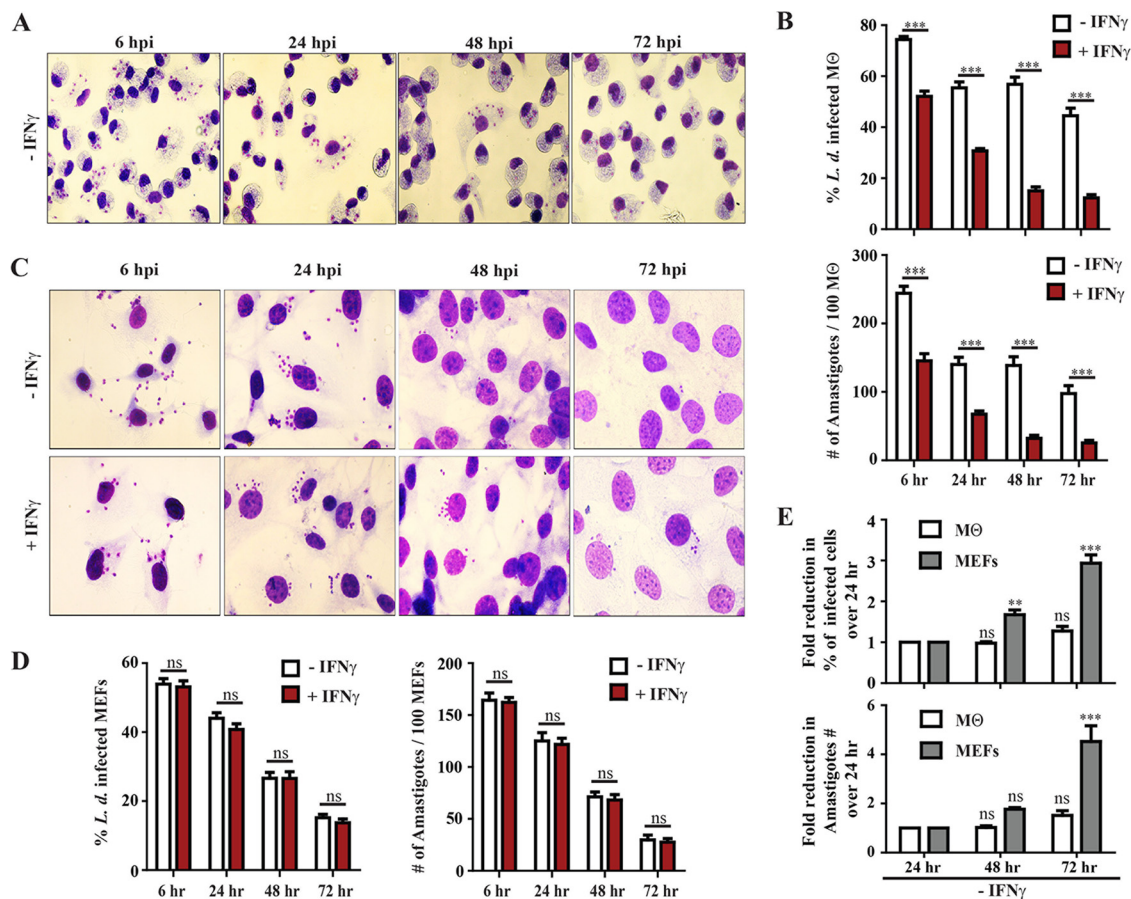 A
6 hpi 24 hpi 48 hpi 72 hpi
- IFNγ
B
- IFNγ
+ IFNγ
% L. d. infected MΘ
80
60
40
20
0
*** *** *** ***
- IFNγ
+ IFNγ
# of Amastigotes / 100 MΘ
300
200
100
0
*** *** *** ***
6 hr 24 hr 48 hr 72 hr
C
6 hpi 24 hpi 48 hpi 72 hpi
- IFNγ
+ IFNγ
D
- IFNγ
+ IFNγ
% L. d. infected MEFs
60
40
20
0
ns ns ns ns
6 hr 24 hr 48 hr 72 hr
- IFNγ
+ IFNγ
# of Amastigotes / 100 MEFs
200
150
100
50
0
ns ns ns ns
6 hr 24 hr 48 hr 72 hr
E
MΘ
MEFs
Fold reduction in
% of infected cells
over 24 hr
4
3
2
1
0
ns ** ns ***
MΘ
MEFs
Fold reduction in
Amastigotes #
over 24 hr
6
4
2
0
ns ns ns ***
24 hr 48 hr 72 hr
- IFNγ